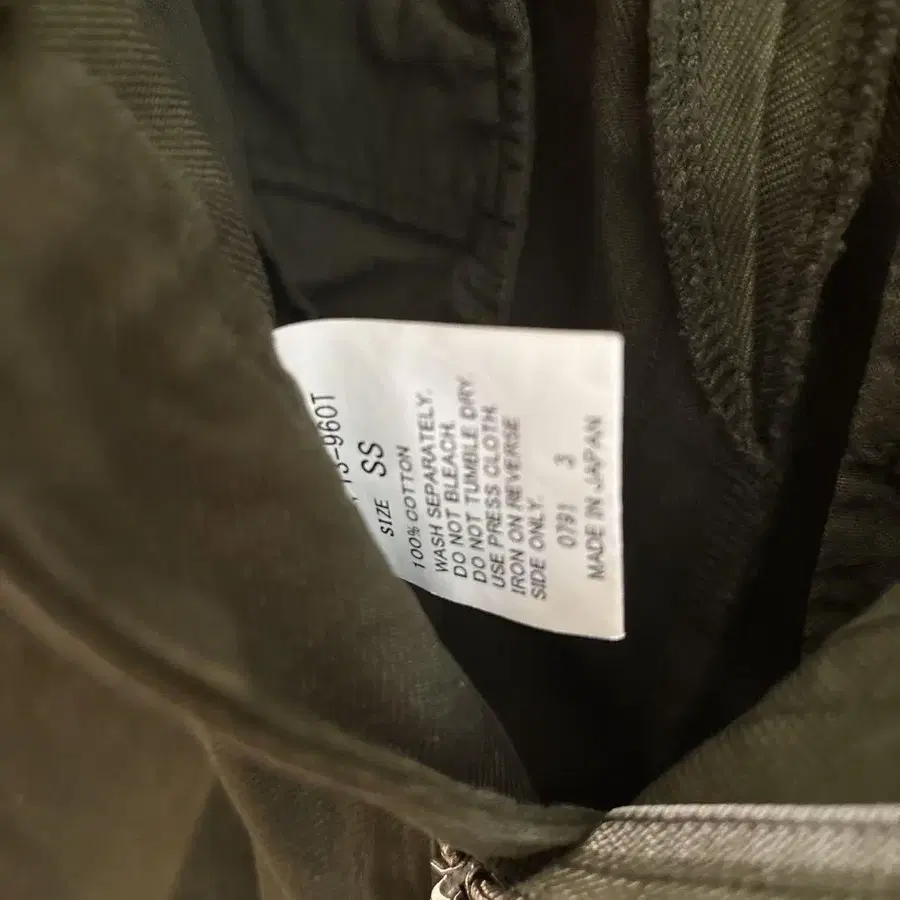 -960T
SIZE SS
100% COTTON
WASH SEPARATELY.
DO NOT BLEACH.
DO NOT TUMBLE DRY.
USE PRESS CLOTH.
IRON ON REVERSE
SIDE ONLY.
0791 3
MADE IN JAPAN